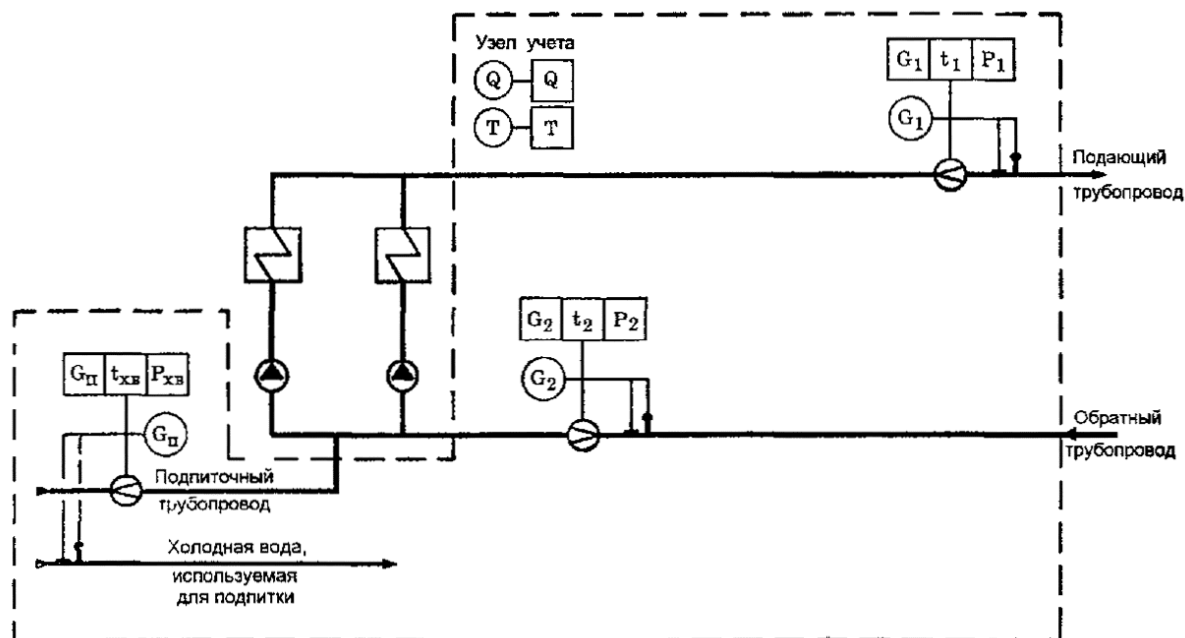 Узел учета
Q Q
T T
G₁ t₁ P₁
G₁
Подающий
трубопровод
G₂ t₂ P₂
G₂
Обратный
трубопровод
Gп tхв Pхв
Gп
Подпиточный
трубопровод
Холодная вода,
используемая
для подпитки